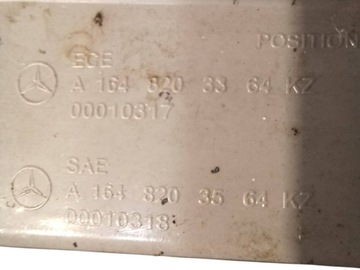 POSITION
ECE
A 164 820 33 64 KZ
00010317
SAE
A 164 820 35 64 KZ
00010318